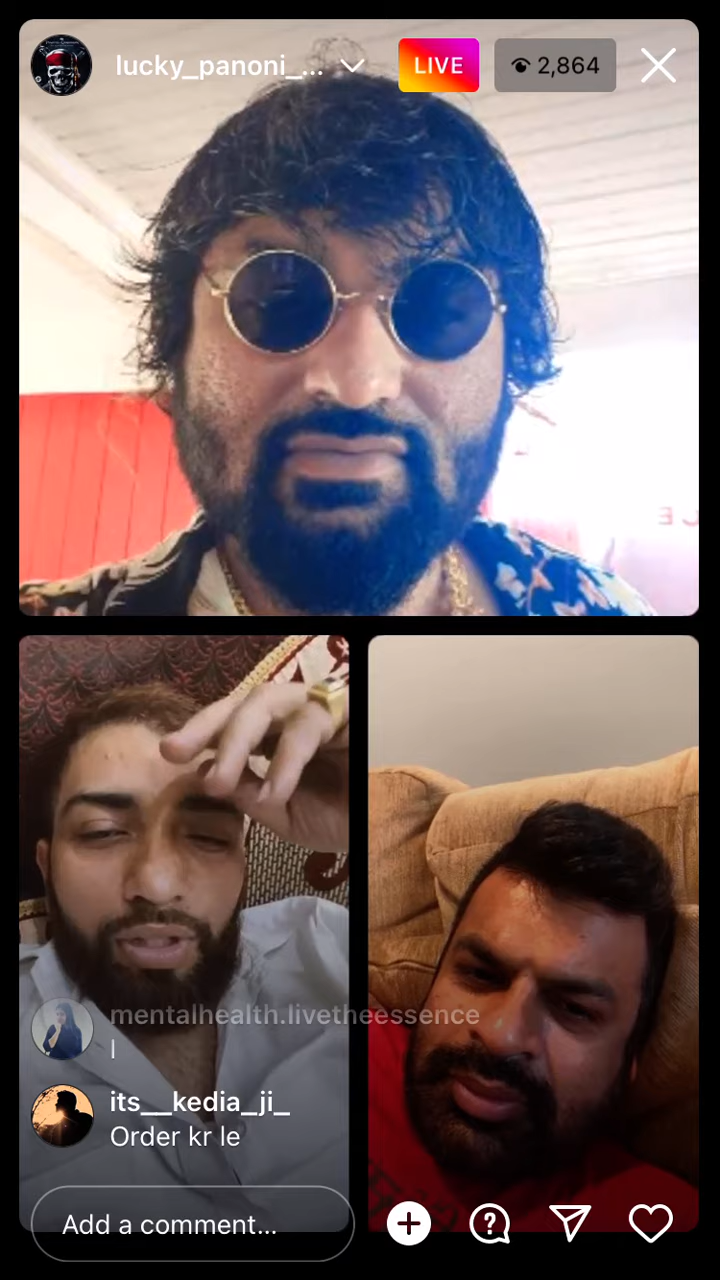 lucky_panoni_...
LIVE
2,864
mentalhealth.livetheessence
I
its__kedia_ji_
Order kr le
Add a comment...